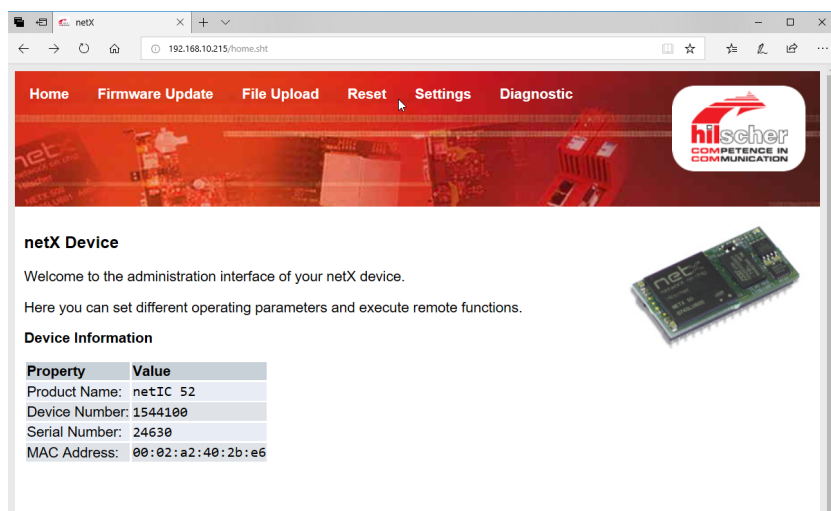 netX
192.168.10.215/home.sht
Home Firmware Update File Upload Reset Settings Diagnostic
hilscher
COMPETENCE IN
COMMUNICATION
netX Device
Welcome to the administration interface of your netX device.
Here you can set different operating parameters and execute remote functions.
Device Information
Property Value
Product Name: netIC 52
Device Number: 1544100
Serial Number: 24630
MAC Address: 00:02:a2:40:2b:e6